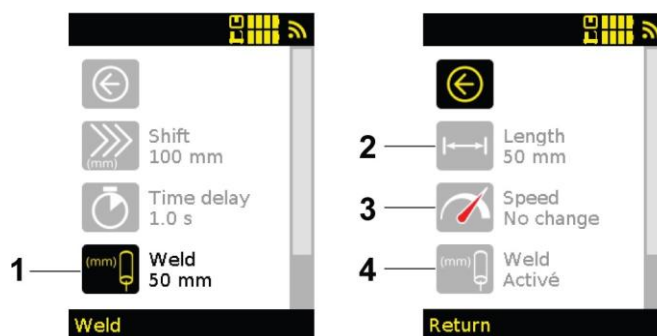 (mm)
Shift
100 mm
Time delay
1.0 s
1
(mm)
Weld
50 mm
Weld
2
Length
50 mm
3
Speed
No change
4
(mm)
Weld
Activé
Return